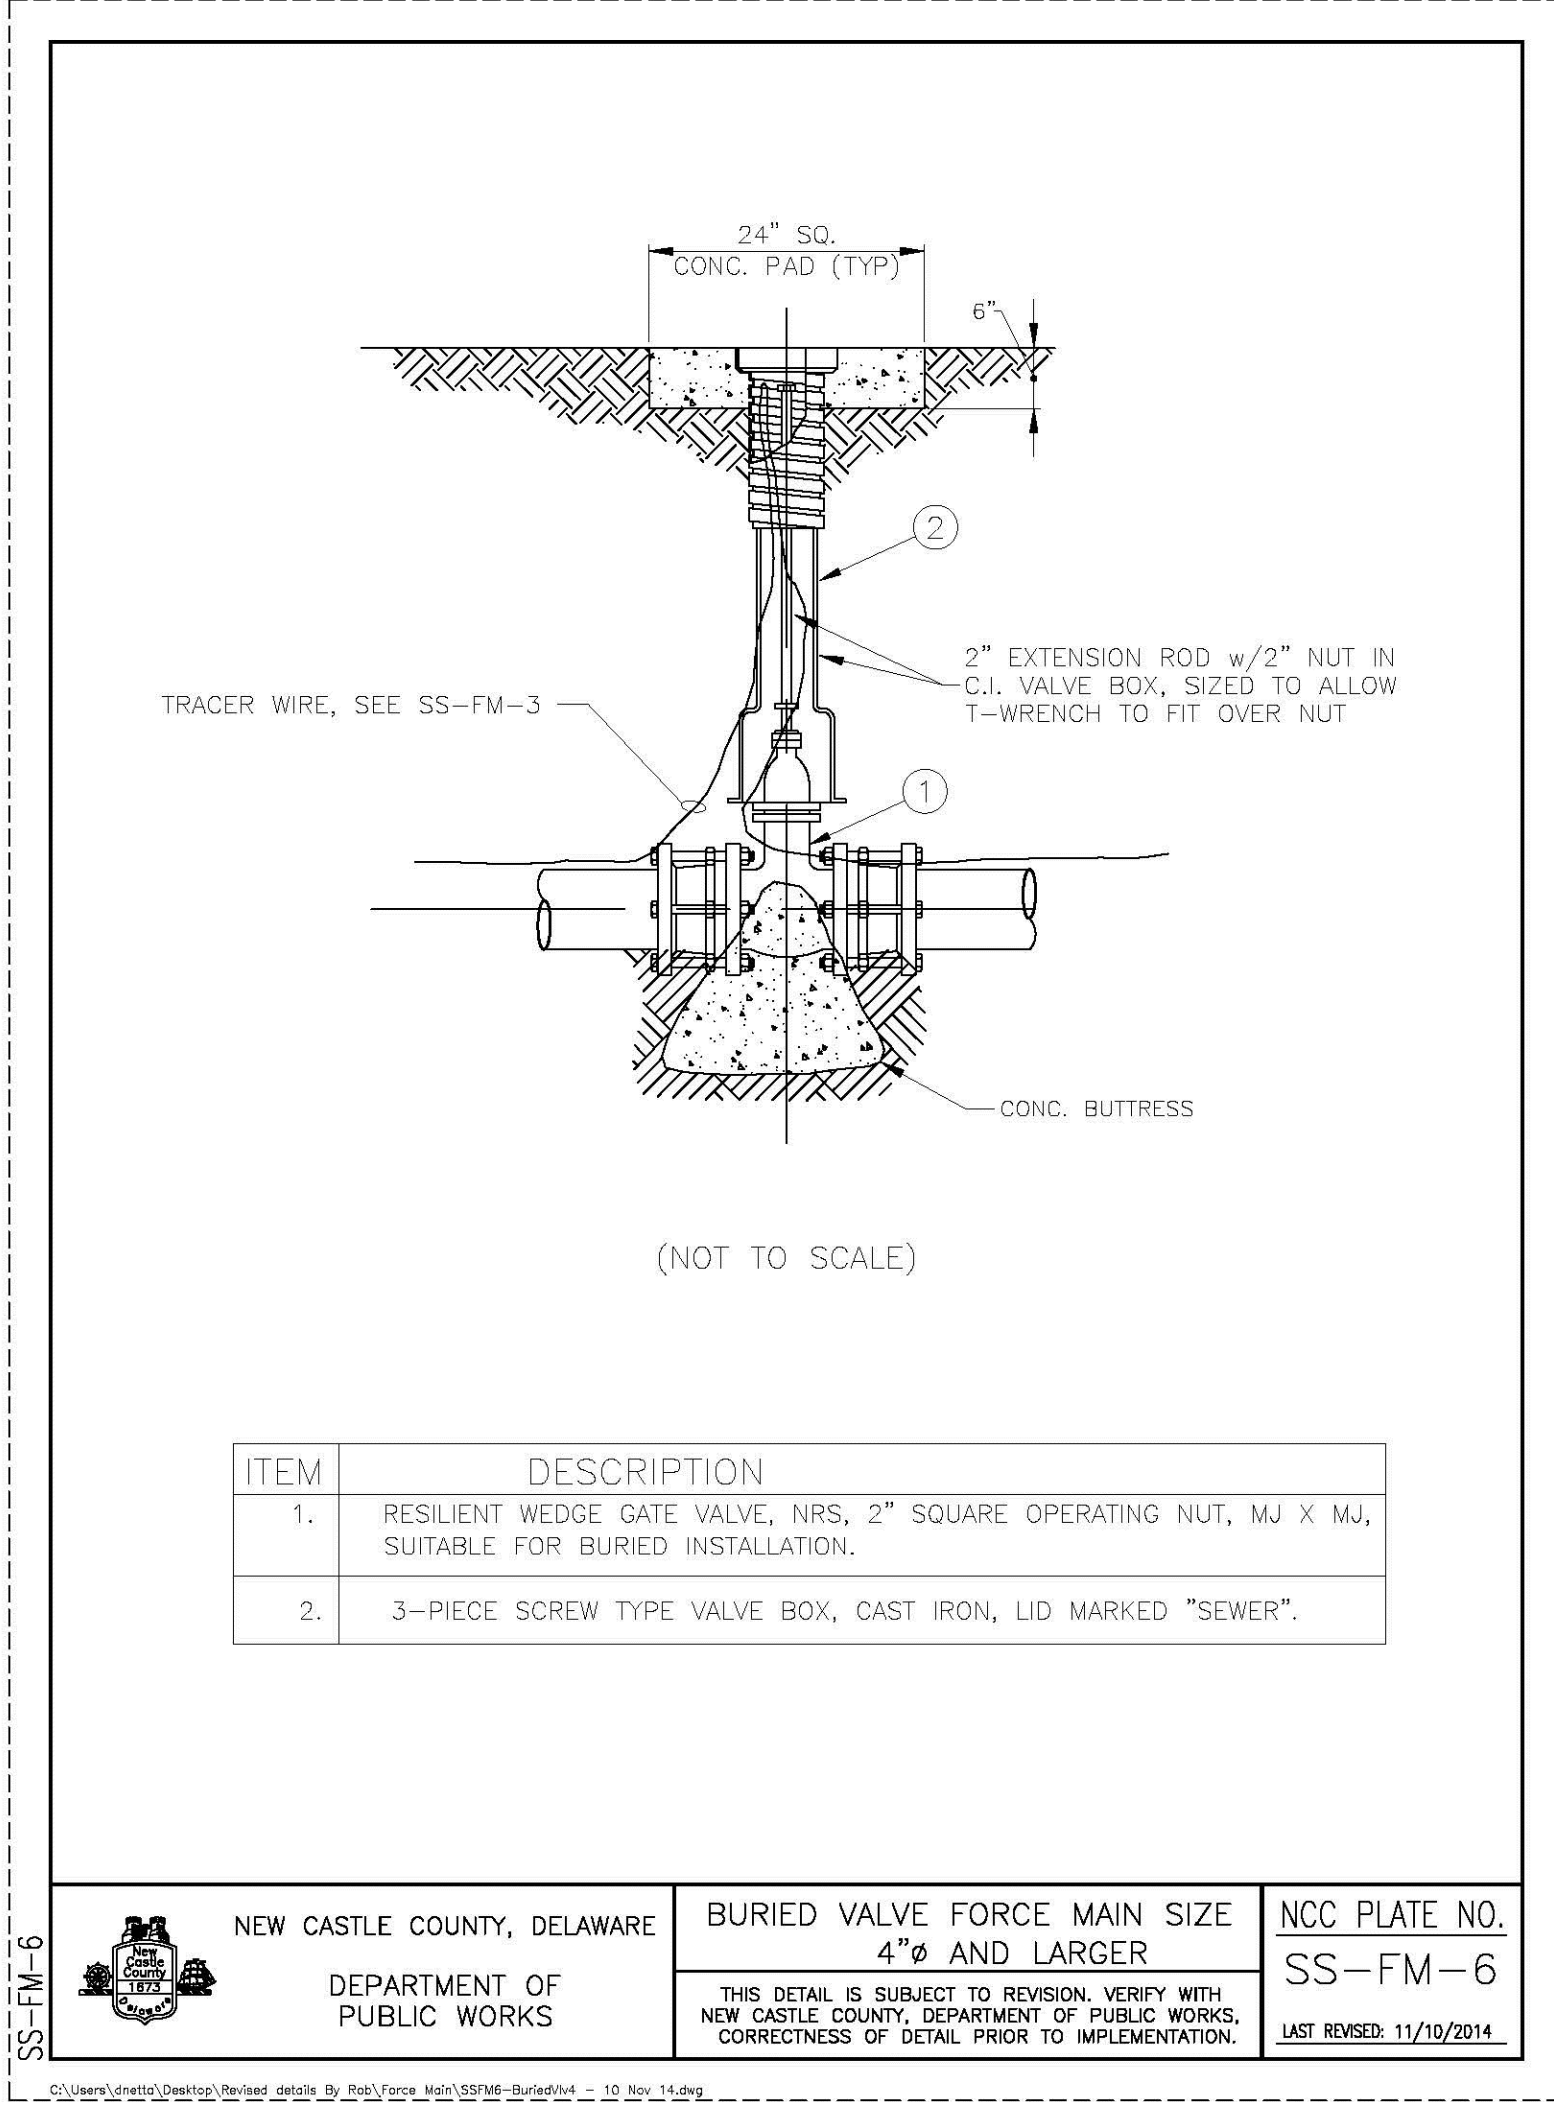 24" SQ.
CONC. PAD (TYP)
6"
2
2" EXTENSION ROD w/2" NUT IN
C.I. VALVE BOX, SIZED TO ALLOW
T-WRENCH TO FIT OVER NUT
TRACER WIRE, SEE SS-FM-3
1
CONC. BUTTRESS
(NOT TO SCALE)
ITEM DESCRIPTION
1. RESILIENT WEDGE GATE VALVE, NRS, 2" SQUARE OPERATING NUT, MJ X MJ,
SUITABLE FOR BURIED INSTALLATION.
2. 3-PIECE SCREW TYPE VALVE BOX, CAST IRON, LID MARKED "SEWER".
SS-FM-6
New
Castle
County
1673
Delaware
NEW CASTLE COUNTY, DELAWARE
DEPARTMENT OF
PUBLIC WORKS
BURIED VALVE FORCE MAIN SIZE
4"ø AND LARGER
THIS DETAIL IS SUBJECT TO REVISION. VERIFY WITH
NEW CASTLE COUNTY, DEPARTMENT OF PUBLIC WORKS,
CORRECTNESS OF DETAIL PRIOR TO IMPLEMENTATION.
NCC PLATE NO.
SS-FM-6
LAST REVISED: 11/10/2014
C:\Users\dnetta\Desktop\Revised details By Rob\Force Main\SSFM6-BuriedVlv4 - 10 Nov 14.dwg